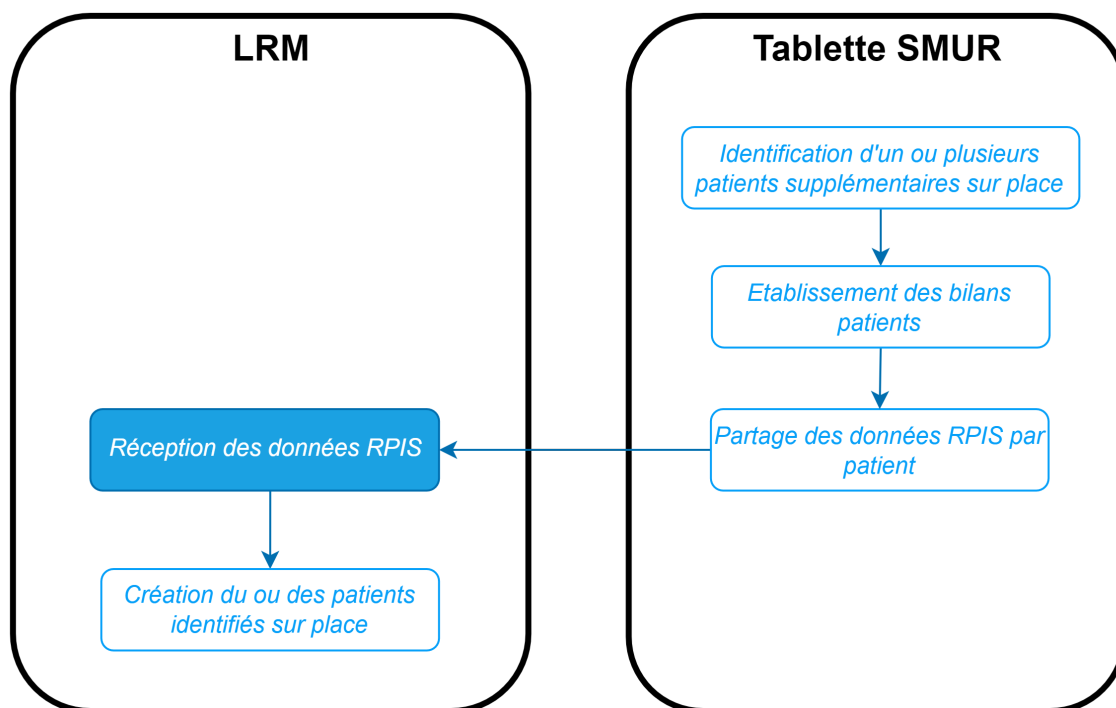 LRM
Tablette SMUR
Identification d'un ou plusieurs
patients supplémentaires sur place
Etablissement des bilans
patients
Partage des données RPIS par
patient
Réception des données RPIS
Création du ou des patients
identifiés sur place